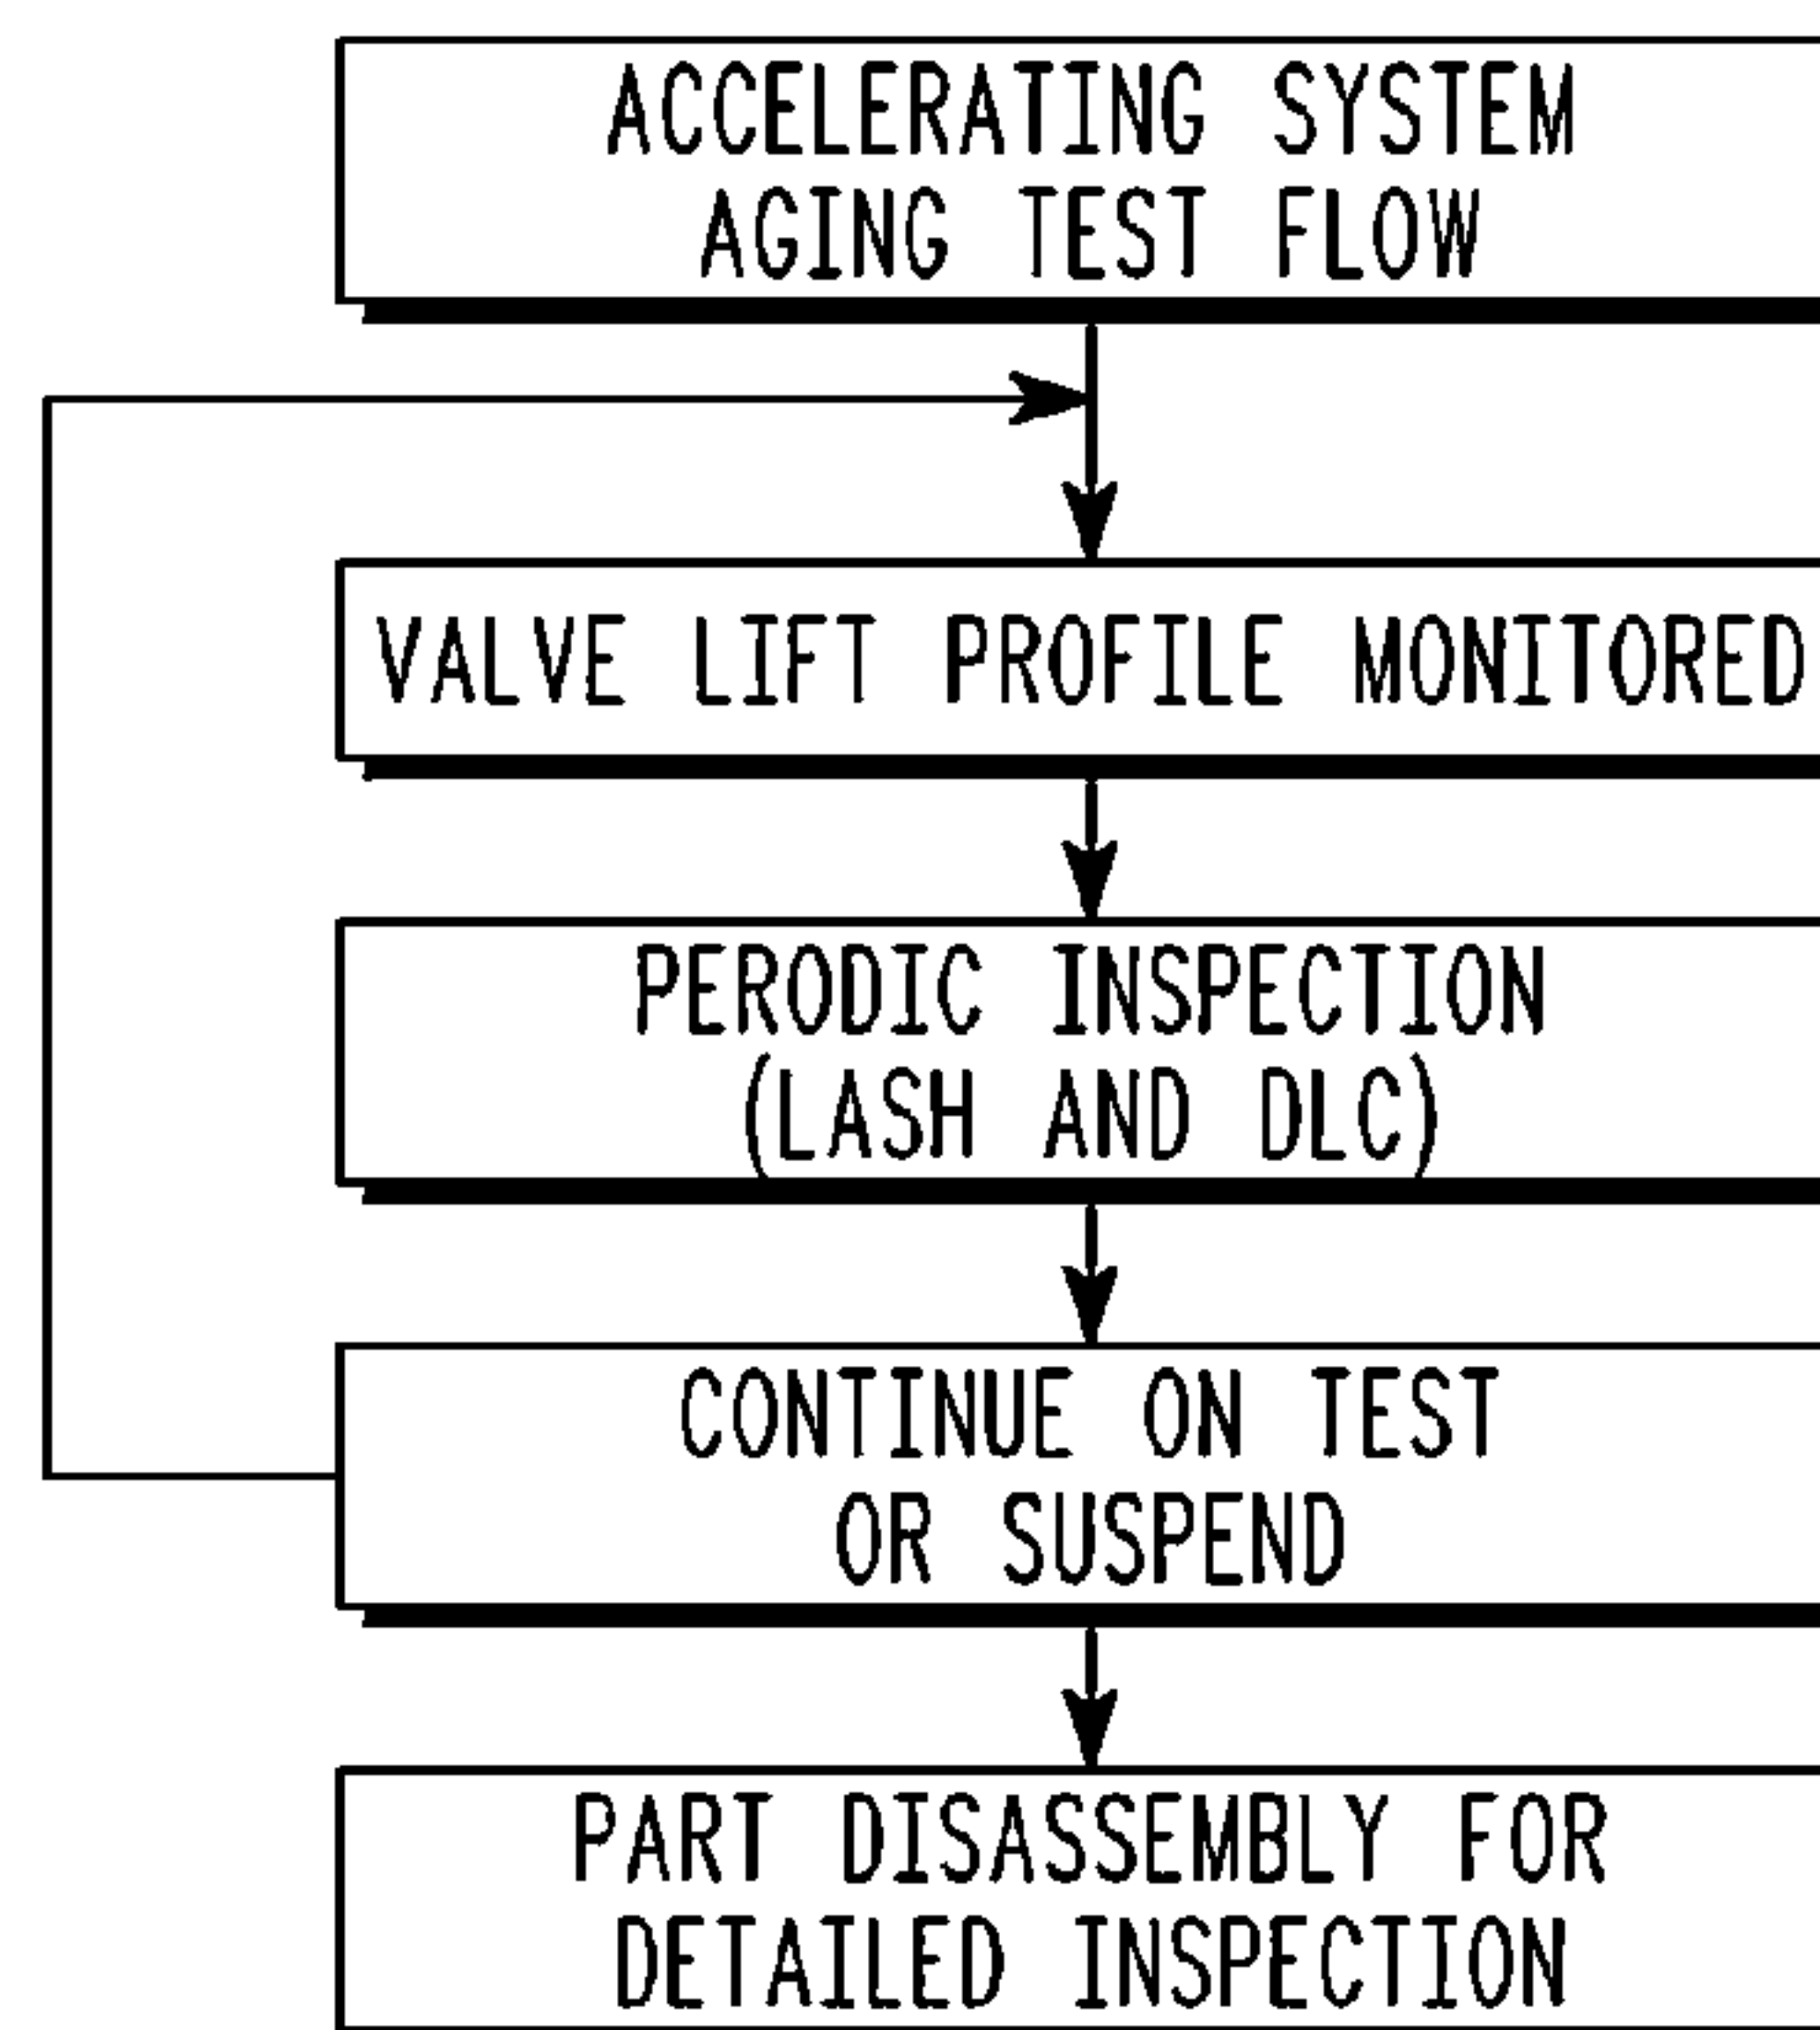 ACCELERATING SYSTEM
AGING TEST FLOW
VALVE LIFT PROFILE MONITORED
PERODIC INSPECTION
(LASH AND DLC)
CONTINUE ON TEST
OR SUSPEND
PART DISASSEMBLY FOR
DETAILED INSPECTION